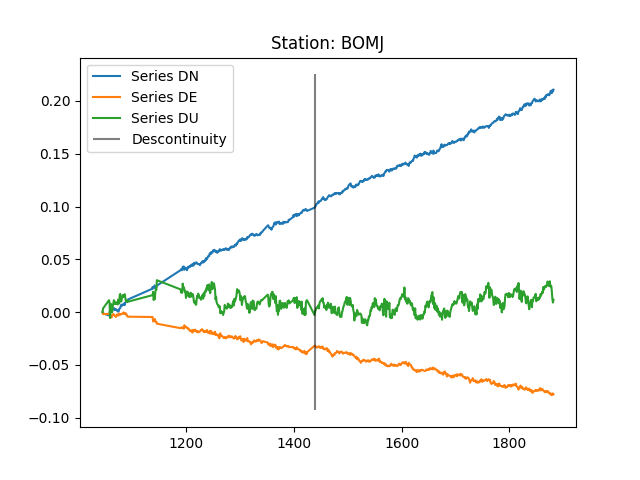 Station: BOMJ
Series DN
Series DE
Series DU
Descontinuity
0.20
0.15
0.10
0.05
0.00
−0.05
−0.10
1200 1400 1600 1800